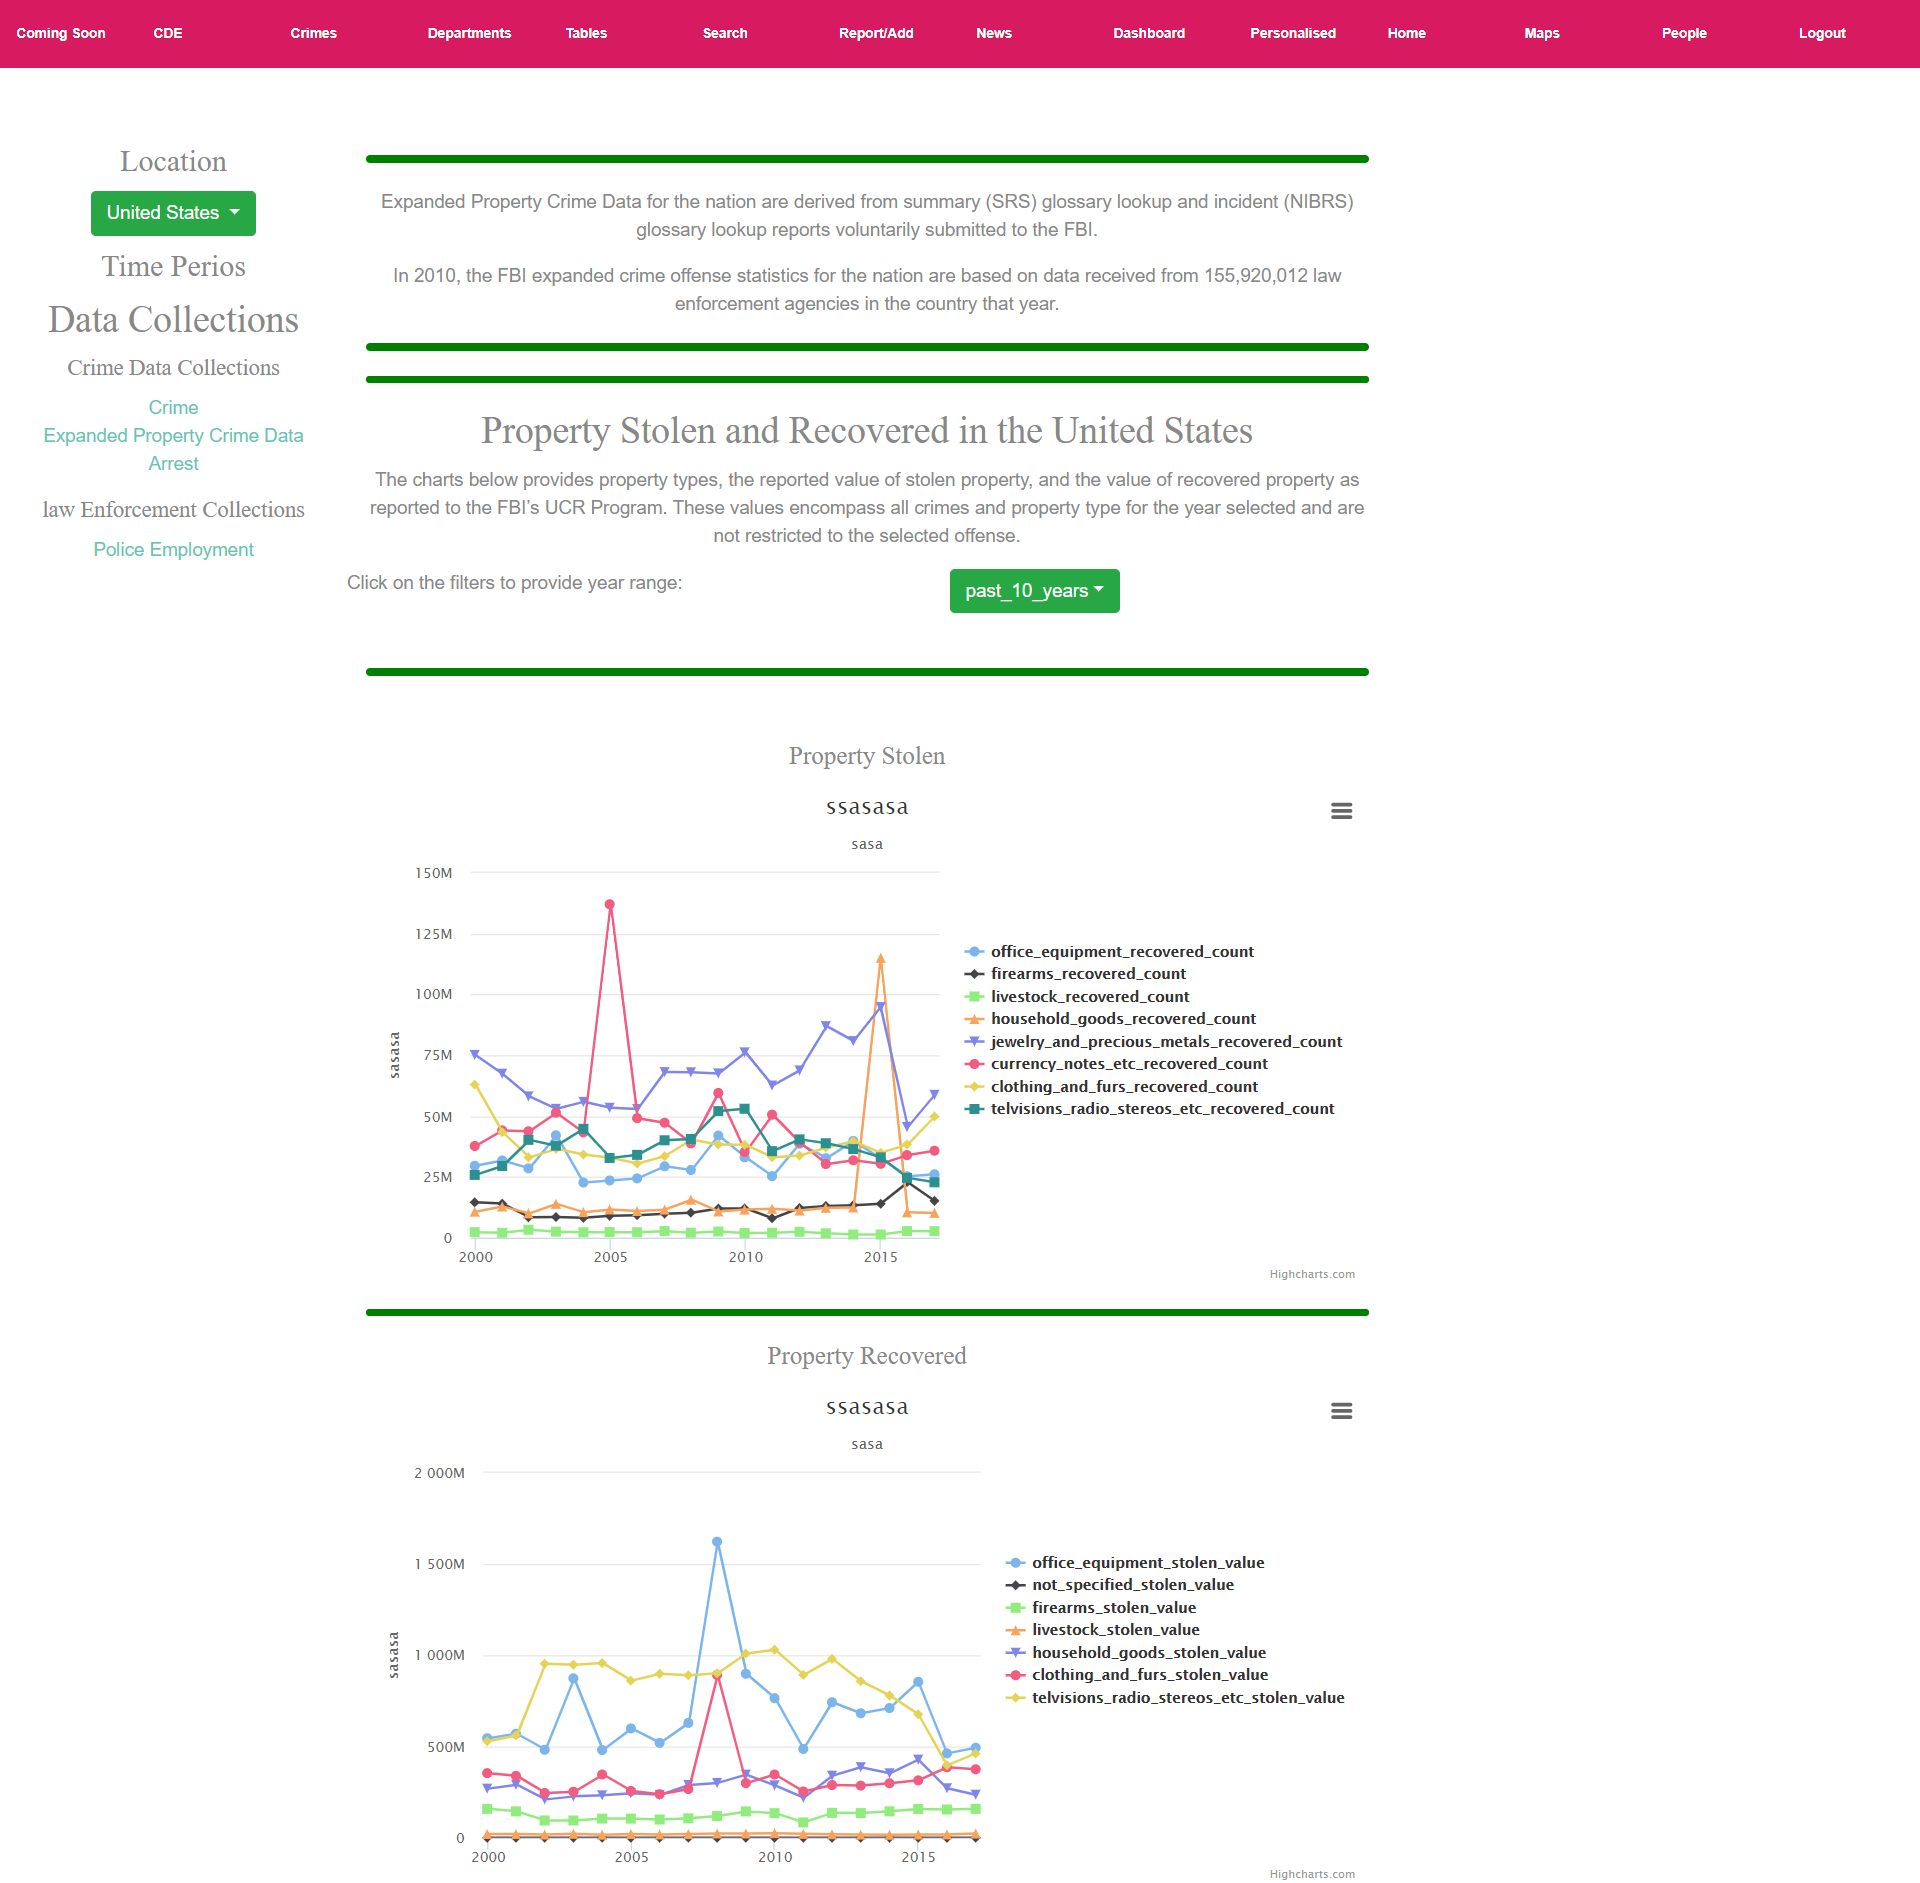 Coming Soon CDE Crimes Departments Tables Search Report/Add News Dashboard Personalised Home Maps People Logout
Location
United States
Time Perios
Data Collections
Crime Data Collections
Crime
Expanded Property Crime Data
Arrest
law Enforcement Collections
Police Employment
Expanded Property Crime Data for the nation are derived from summary (SRS) glossary lookup and incident (NIBRS)
glossary lookup reports voluntarily submitted to the FBI.
In 2010, the FBI expanded crime offense statistics for the nation are based on data received from 155,920,012 law
enforcement agencies in the country that year.
Property Stolen and Recovered in the United States
The charts below provides property types, the reported value of stolen property, and the value of recovered property as
reported to the FBI’s UCR Program. These values encompass all crimes and property type for the year selected and are
not restricted to the selected offense.
Click on the filters to provide year range:
past_10_years
Property Stolen
ssasasa
sasa
150M
125M
100M
75M
50M
25M
0
sasasa
2000 2005 2010 2015
office_equipment_recovered_count
firearms_recovered_count
livestock_recovered_count
household_goods_recovered_count
jewelry_and_precious_metals_recovered_count
currency_notes_etc_recovered_count
clothing_and_furs_recovered_count
telvisions_radio_stereos_etc_recovered_count
Highcharts.com
Property Recovered
ssasasa
sasa
2 000M
1 500M
1 000M
500M
0
sasasa
2000 2005 2010 2015
office_equipment_stolen_value
not_specified_stolen_value
firearms_stolen_value
livestock_stolen_value
household_goods_stolen_value
clothing_and_furs_stolen_value
telvisions_radio_stereos_etc_stolen_value
Highcharts.com